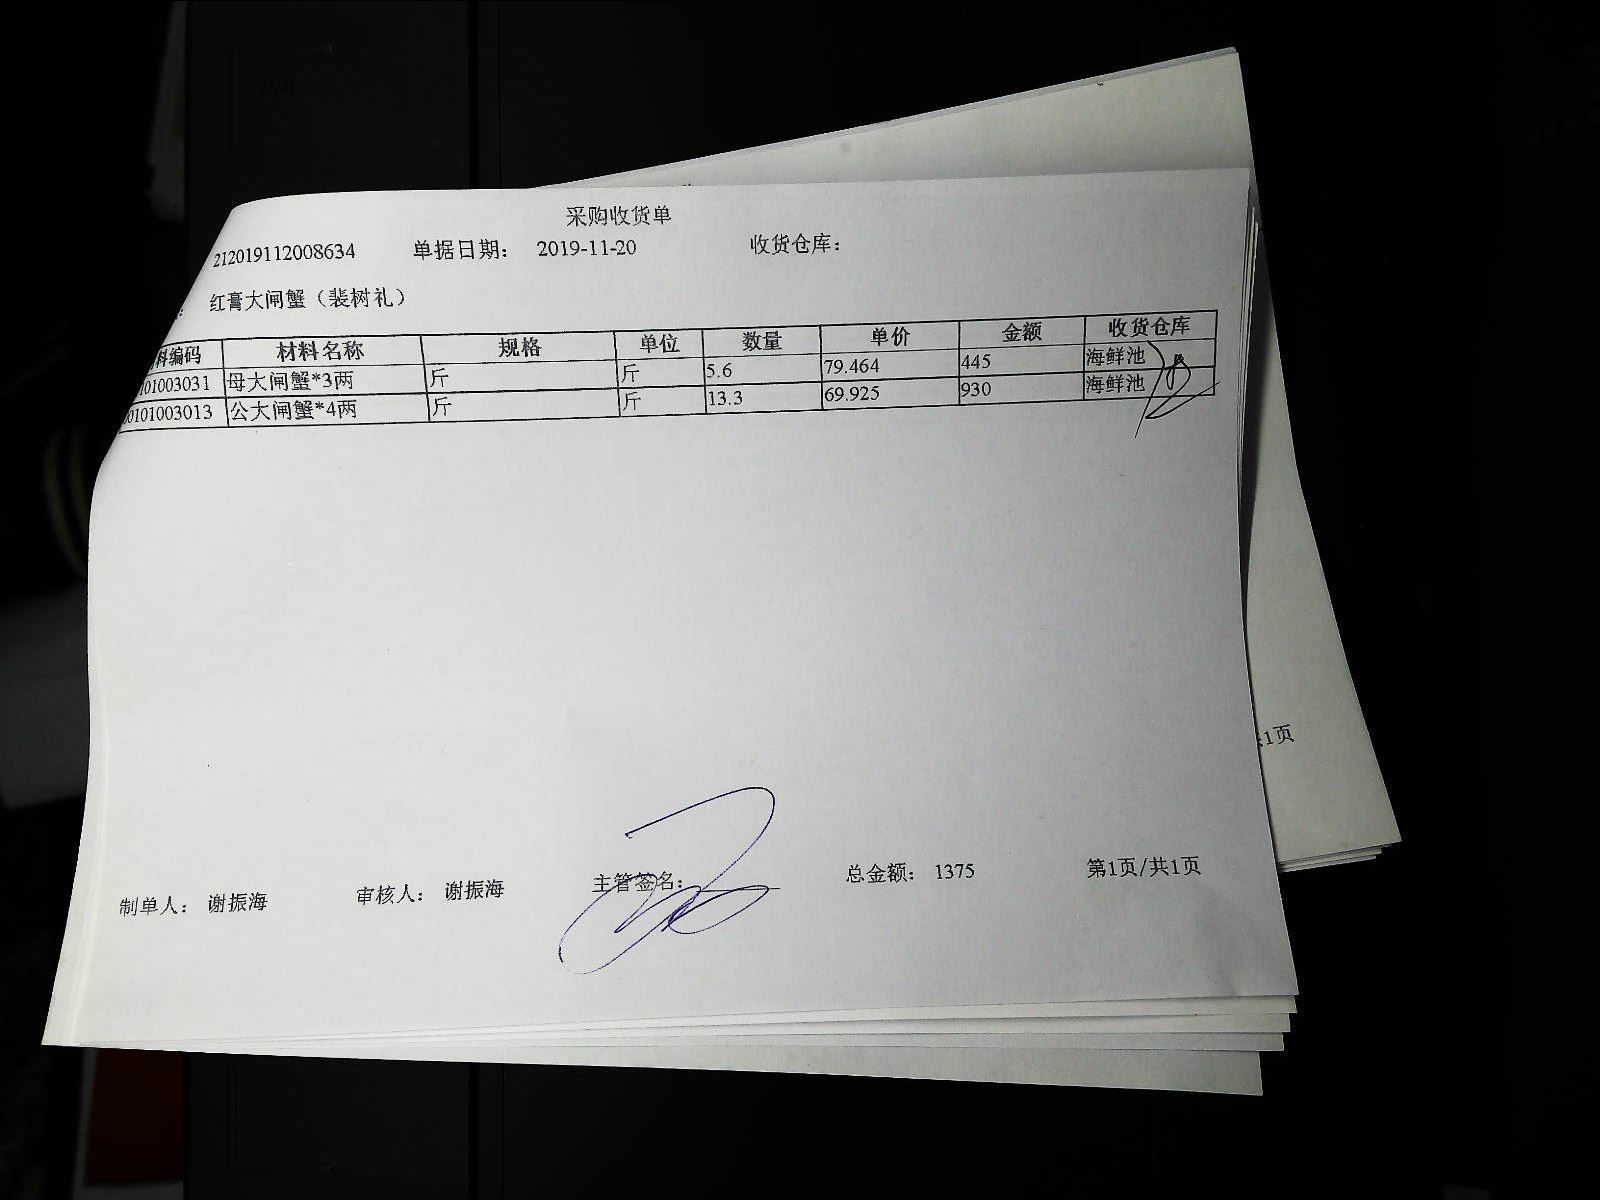 采购收货单
212019112008634 单据日期： 2019-11-20 收货仓库：
： 红膏大闸蟹（裴树礼）
料编码 材料名称 规格 单位 数量 单价 金额 收货仓库
101003031 母大闸蟹*3两 斤 斤 5.6 79.464 445 海鲜池
0101003013 公大闸蟹*4两 斤 斤 13.3 69.925 930 海鲜池
制单人： 谢振海 审核人： 谢振海 主管签名： 总金额： 1375 第1页/共1页
1页